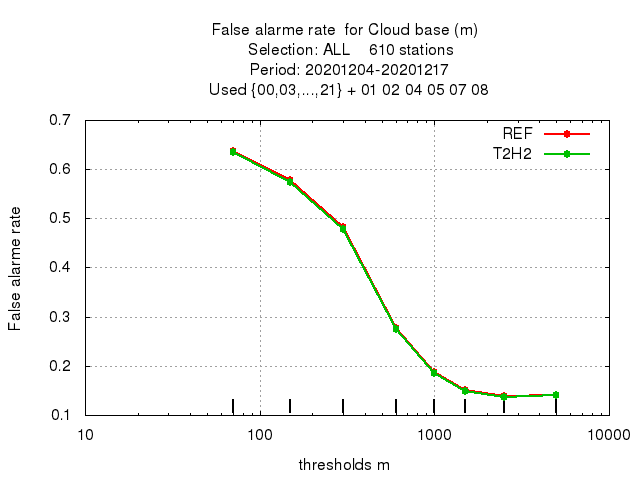 False alarme rate  for Cloud base (m)
Selection: ALL    610 stations
Period: 20201204-20201217
Used {00,03,...,21} + 01 02 04 05 07 08
REF
T2H2
0.7
0.6
0.5
0.4
0.3
0.2
0.1
False alarme rate
10
100
1000
10000
thresholds m